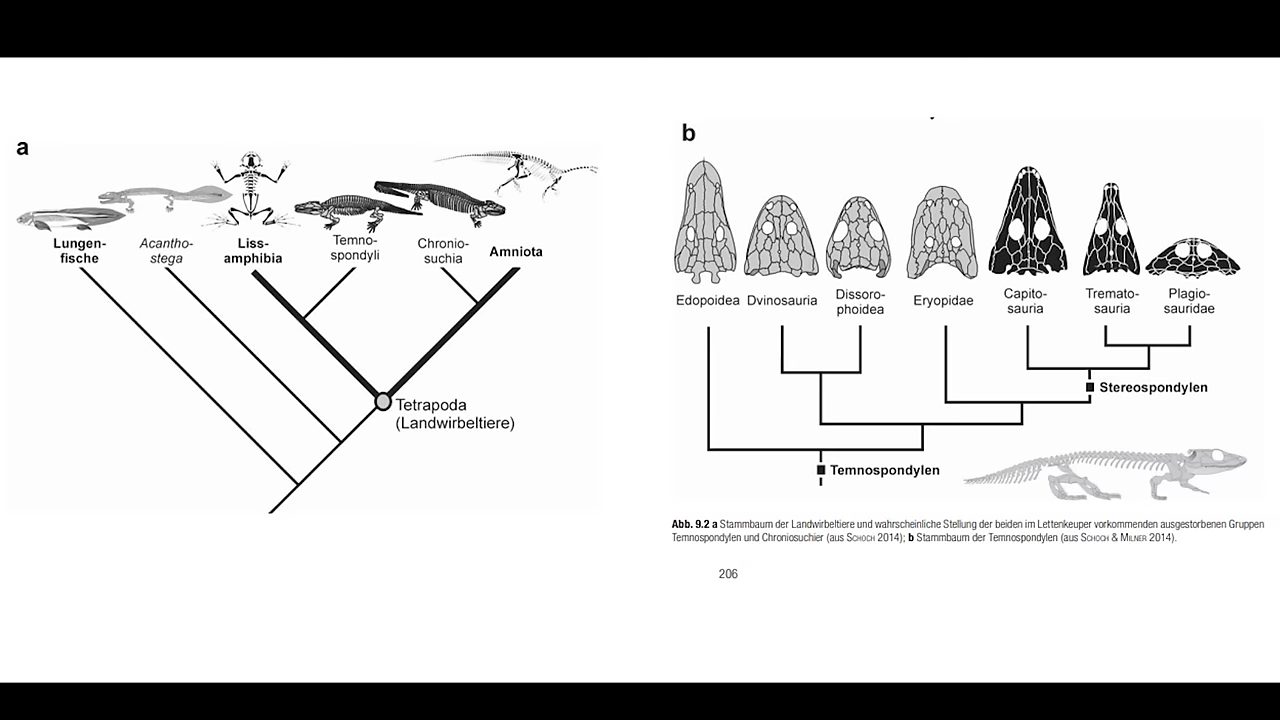 a
Lungen-
fische
Acantho-
stega
Liss-
amphibia
Temno-
spondyli
Chronio-
suchia
Amniota
Tetrapoda
(Landwirbeltiere)
b
Edopoidea
Dvinosauria
Dissoro-
phoidea
Eryopidae
Capito-
sauria
Tremato-
sauria
Plagio-
sauridae
Stereospondylen
Temnospondylen
Abb. 9.2 a Stammbaum der Landwirbeltiere und wahrscheinliche Stellung der beiden im Lettenkeuper vorkommenden ausgestorbenen Gruppen
Temnospondylen und Chroniosuchier (aus Schoch 2014); b Stammbaum der Temnospondylen (aus Schoch & Milner 2014).
206